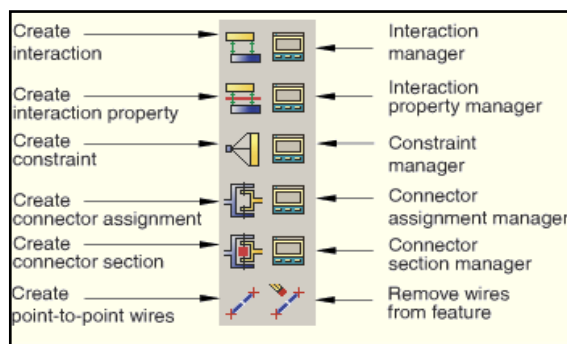 Create
interaction
Interaction
manager
Create
interaction property
Interaction
property manager
Create
constraint
Constraint
manager
Create
connector assignment
Connector
assignment manager
Create
connector section
Connector
section manager
Create
point-to-point wires
Remove wires
from feature